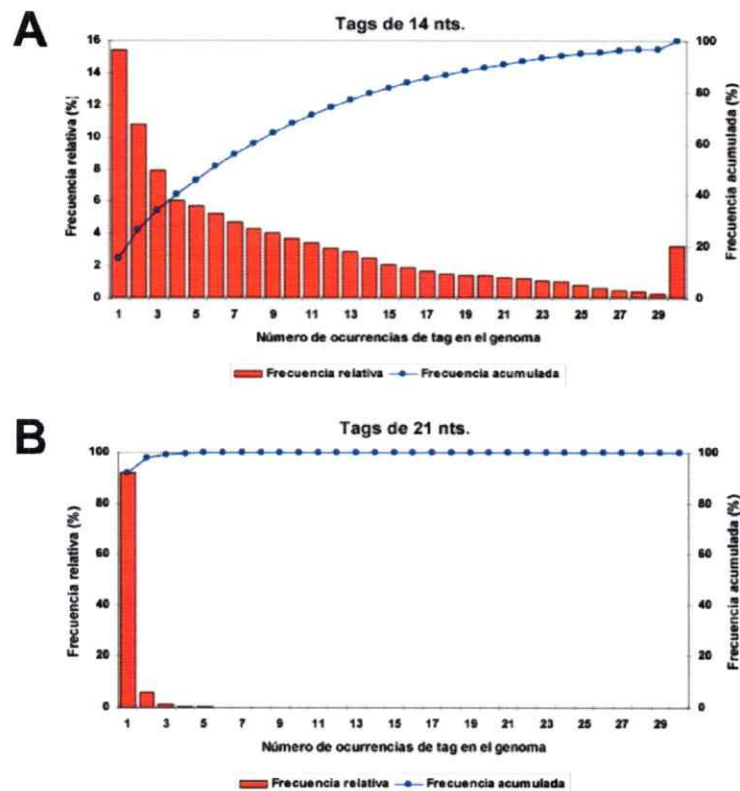 A
Tags de 14 nts.
16
14
12
10
8
6
4
2
0
Frecuencia relativa (%)
100
80
60
40
20
0
Frecuencia acumulada (%)
1 3 5 7 9 11 13 15 17 19 21 23 25 27 29
Número de ocurrencias de tag en el genoma
Frecuencia relativa Frecuencia acumulada
B
Tags de 21 nts.
100
80
60
40
20
0
Frecuencia relativa (%)
100
80
60
40
20
0
Frecuencia acumulada (%)
1 3 5 7 9 11 13 15 17 19 21 23 25 27 29
Número de ocurrencias de tag en el genoma
Frecuencia relativa Frecuencia acumulada